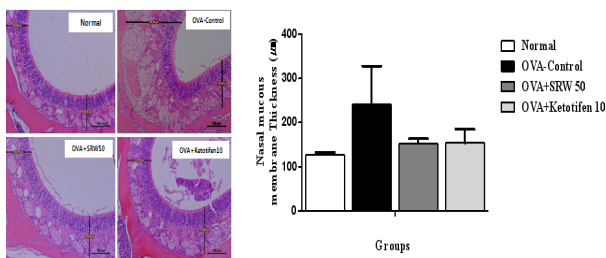 Normal
OVA-Control
OVA+SRW50
OVA+Ketotifen10
Nasal mucous
membrane Thickness (㎛)
400
300
200
100
0
Groups
Normal
OVA-Control
OVA+SRW 50
OVA+Ketotifen 10